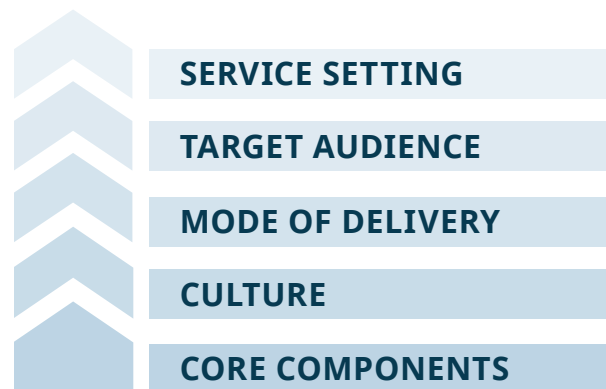 SERVICE SETTING
TARGET AUDIENCE
MODE OF DELIVERY
CULTURE
CORE COMPONENTS